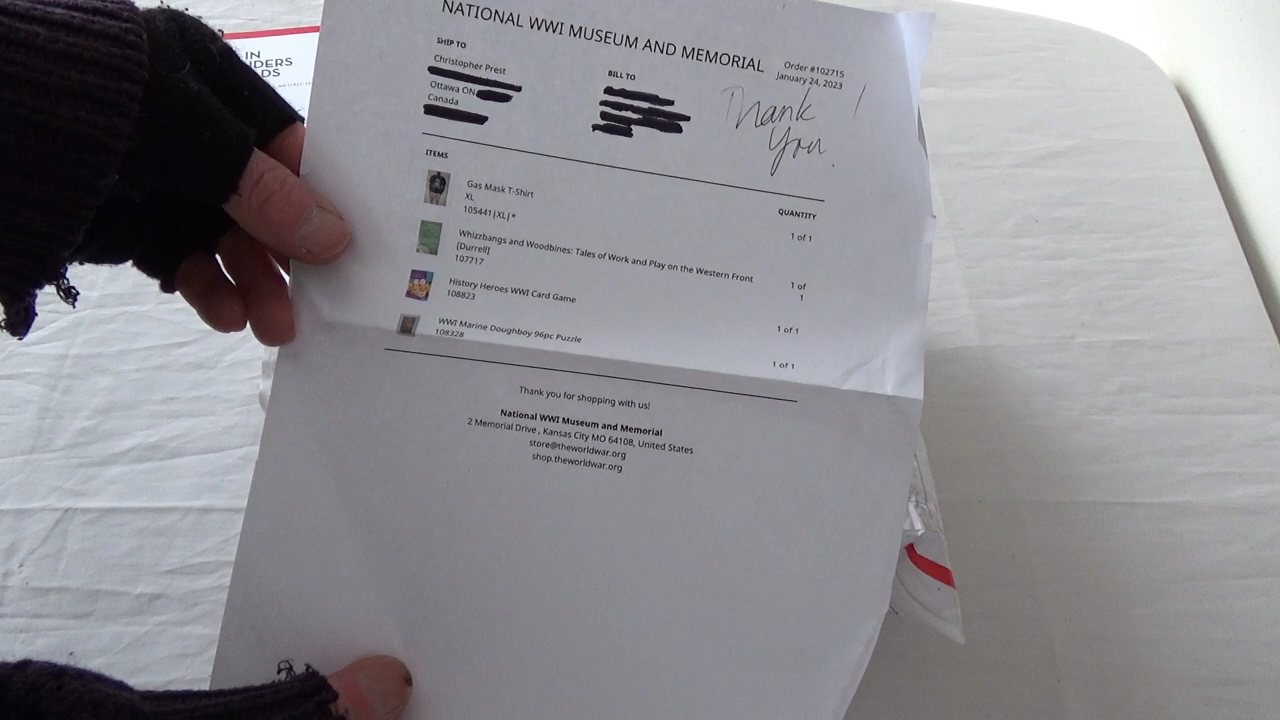 NATIONAL WWI MUSEUM AND MEMORIAL
Order #102715
January 24, 2023
SHIP TO
Christopher Prest
Ottawa ON
Canada
BILL TO
Thank You!
ITEMS
QUANTITY
Gas Mask T-Shirt
XL
105441|XL|*
1 of 1
Whizzbangs and Woodbines: Tales of Work and Play on the Western Front
[Durrell]
107717
1 of
1
History Heroes WWI Card Game
108823
1 of 1
WWI Marine Doughboy 96pc Puzzle
108328
1 of 1
Thank you for shopping with us!
National WWI Museum and Memorial
2 Memorial Drive , Kansas City MO 64108, United States
store@theworldwar.org
shop.theworldwar.org
IN